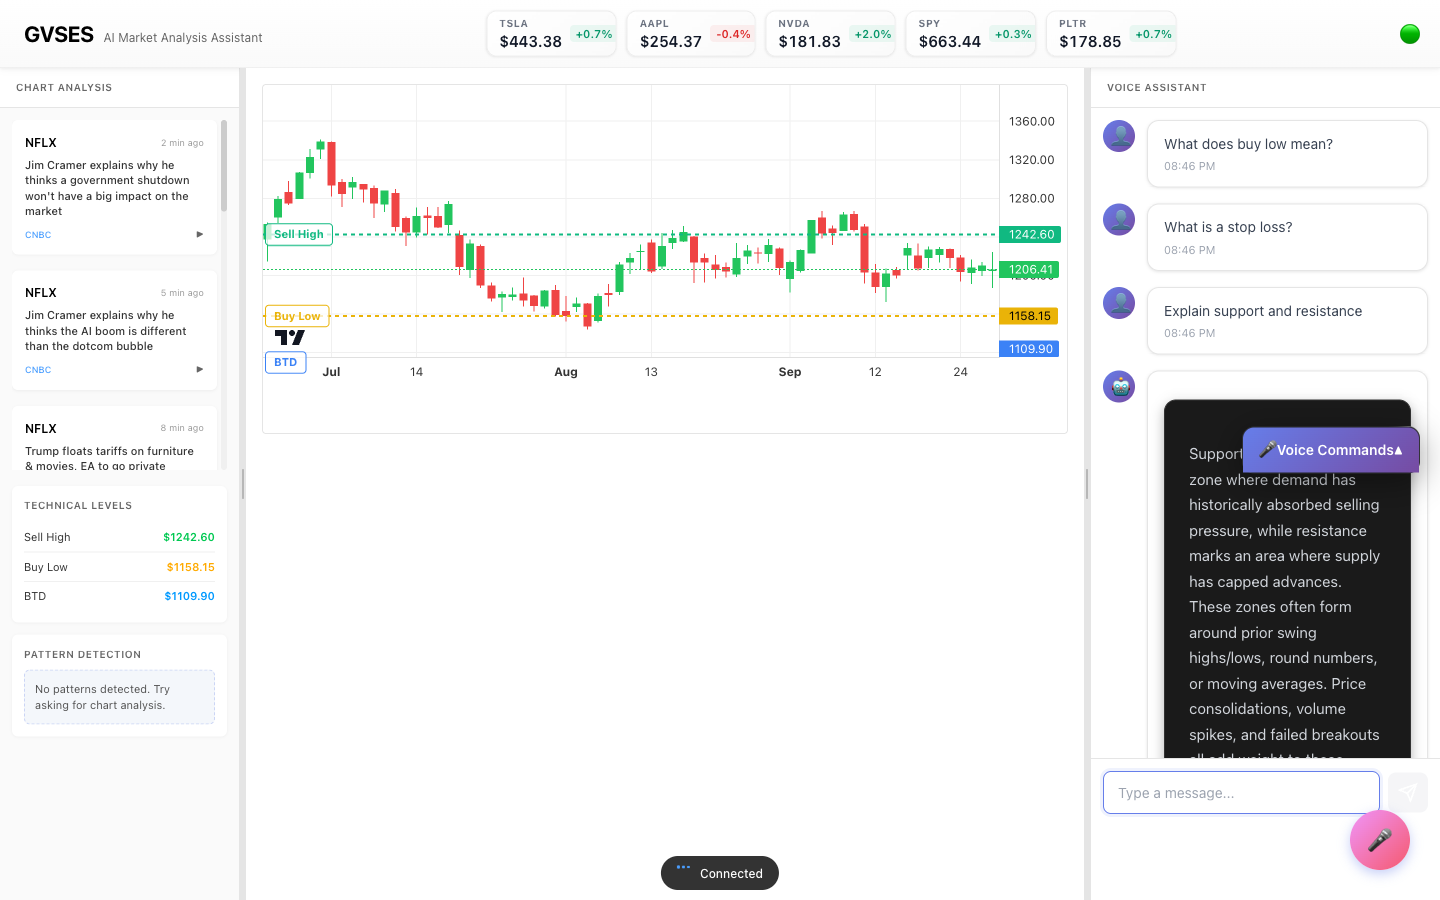 GVSES AI Market Analysis Assistant
TSLA
$443.38 +0.7%
AAPL
$254.37 -0.4%
NVDA
$181.83 +2.0%
SPY
$663.44 +0.3%
PLTR
$178.85 +0.7%
CHART ANALYSIS
NFLX 2 min ago
Jim Cramer explains why he
thinks a government shutdown
won't have a big impact on the
market
CNBC
NFLX 5 min ago
Jim Cramer explains why he
thinks the AI boom is different
than the dotcom bubble
CNBC
NFLX 8 min ago
Trump floats tariffs on furniture
& movies, EA to go private
TECHNICAL LEVELS
Sell High $1242.60
Buy Low $1158.15
BTD $1109.90
PATTERN DETECTION
No patterns detected. Try
asking for chart analysis.
1360.00
1320.00
1280.00
Sell High 1242.60
1206.41
Buy Low 1158.15
1109.90
BTD
Jul 14 Aug 13 Sep 12 24
Connected
VOICE ASSISTANT
What does buy low mean?
08:46 PM
What is a stop loss?
08:46 PM
Explain support and resistance
08:46 PM
Voice Commands
Support
zone where demand has
historically absorbed selling
pressure, while resistance
marks an area where supply
has capped advances.
These zones often form
around prior swing
highs/lows, round numbers,
or moving averages. Price
consolidations, volume
spikes, and failed breakouts
all add weight to these
Type a message...